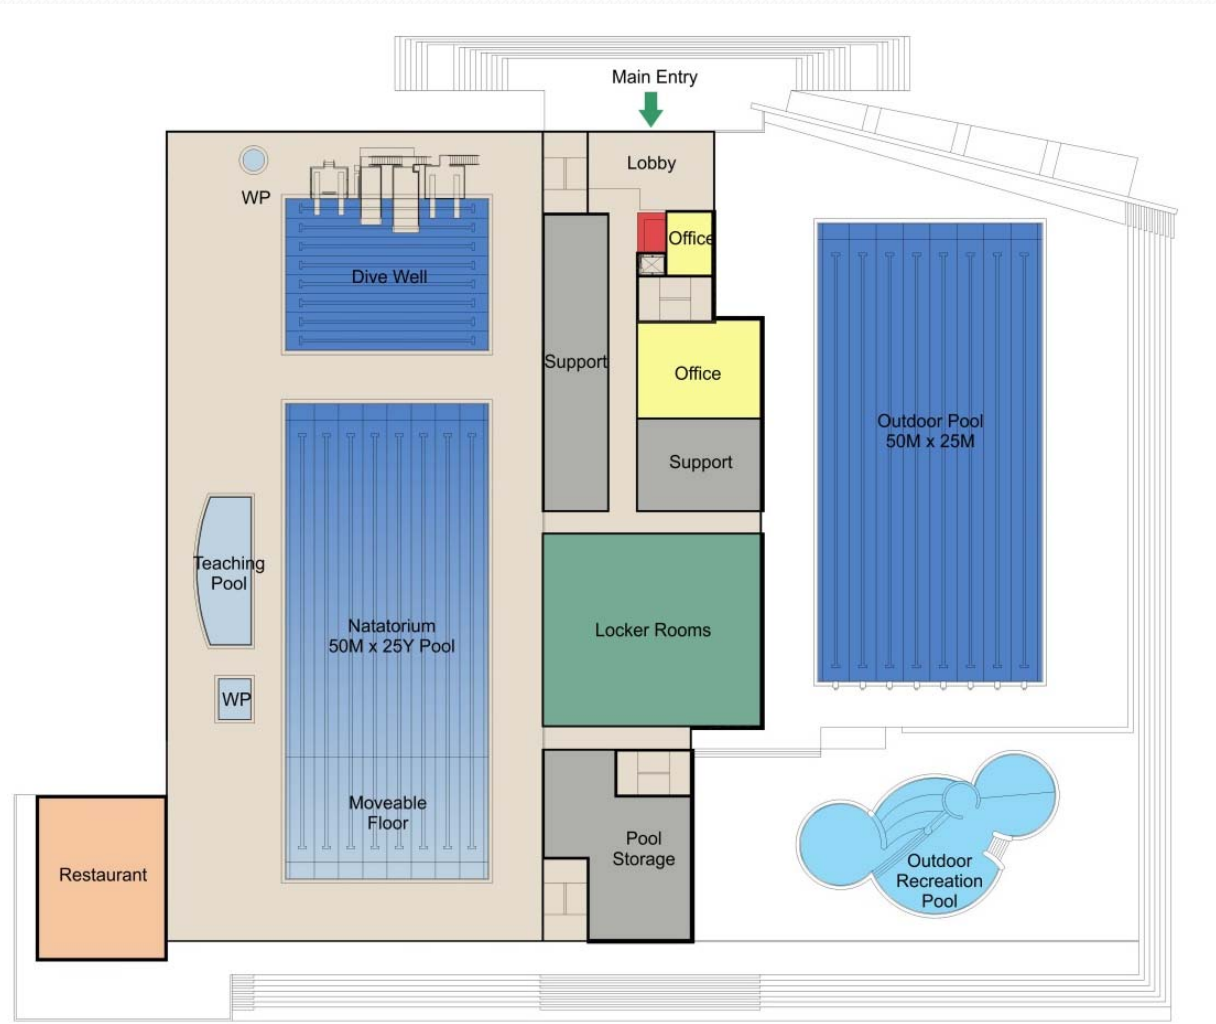 Main Entry
Lobby
WP
Office
Dive Well
Support
Office
Outdoor Pool
50M x 25M
Support
Teaching
Pool
Natatorium
50M x 25Y Pool
Locker Rooms
WP
Moveable
Floor
Pool
Storage
Restaurant
Outdoor
Recreation
Pool